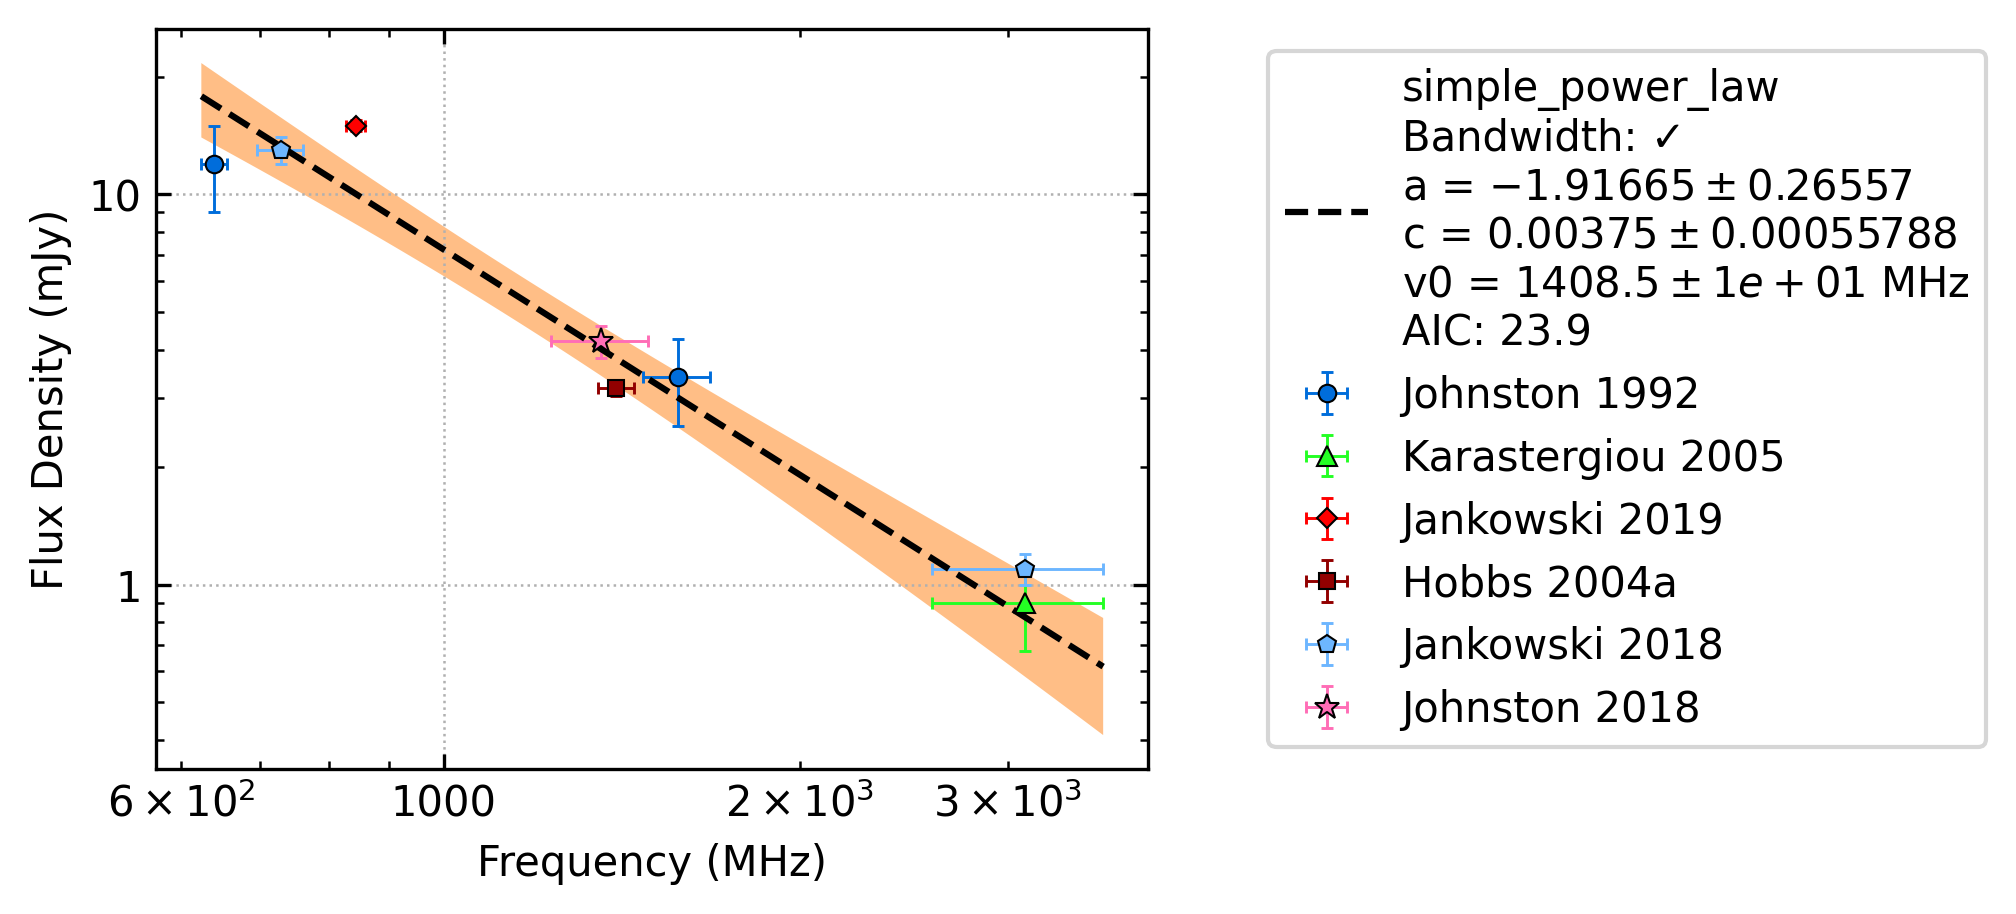 Flux Density (mJy)
10
1
6 × 10²
1000
2 × 10³
3 × 10³
Frequency (MHz)
simple_power_law
Bandwidth: ✓
a = −1.91665 ± 0.26557
c = 0.00375 ± 0.00055788
v0 = 1408.5 ± 1e + 01 MHz
AIC: 23.9
Johnston 1992
Karastergiou 2005
Jankowski 2019
Hobbs 2004a
Jankowski 2018
Johnston 2018